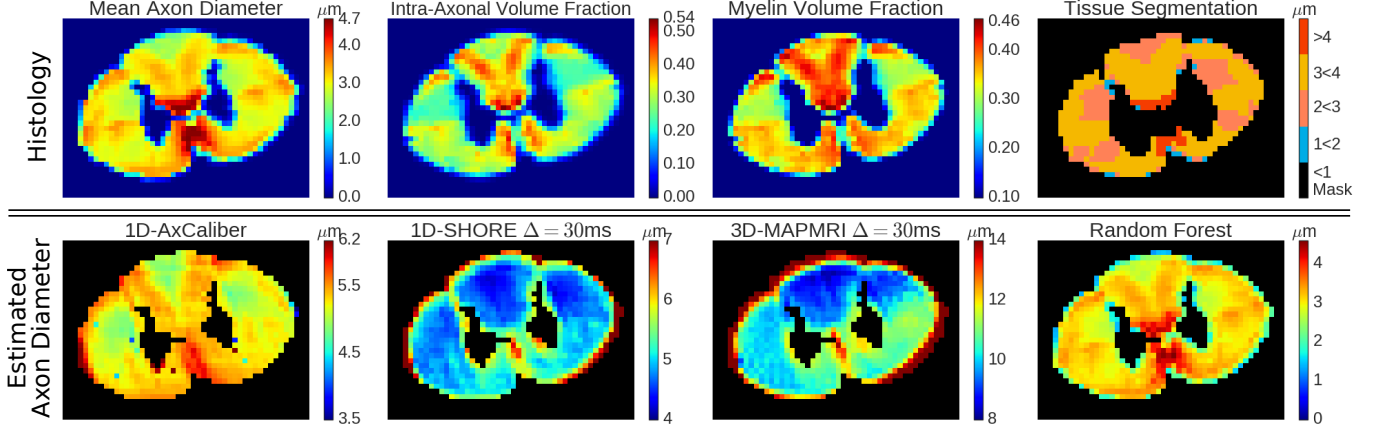 Mean Axon Diameter
Intra-Axonal Volume Fraction
Myelin Volume Fraction
Tissue Segmentation
Histology
μm
4.7
4.0
3.0
2.0
1.0
0.0
0.54
0.50
0.40
0.30
0.20
0.10
0.00
0.46
0.40
0.30
0.20
0.10
μm
>4
3<4
2<3
1<2
<1
Mask
Estimated
Axon Diameter
1D-AxCaliber
1D-SHORE Δ = 30ms
3D-MAPMRI Δ = 30ms
Random Forest
μm
6.2
5.5
4.5
3.5
μm
7
6
5
4
μm
14
12
10
8
μm
4
3
2
1
0